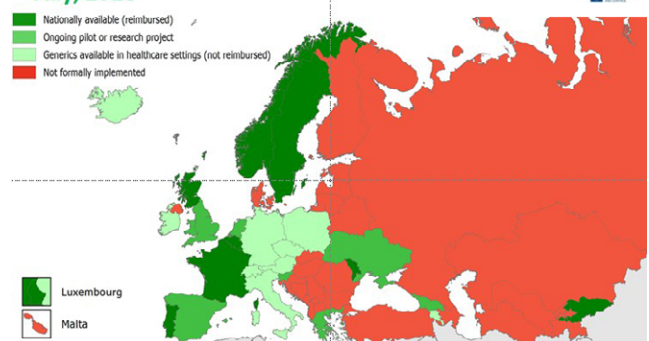 Nationally available (reimbursed)
Ongoing pilot or research project
Generics available in healthcare settings (not reimbursed)
Not formally implemented
Luxembourg
Malta